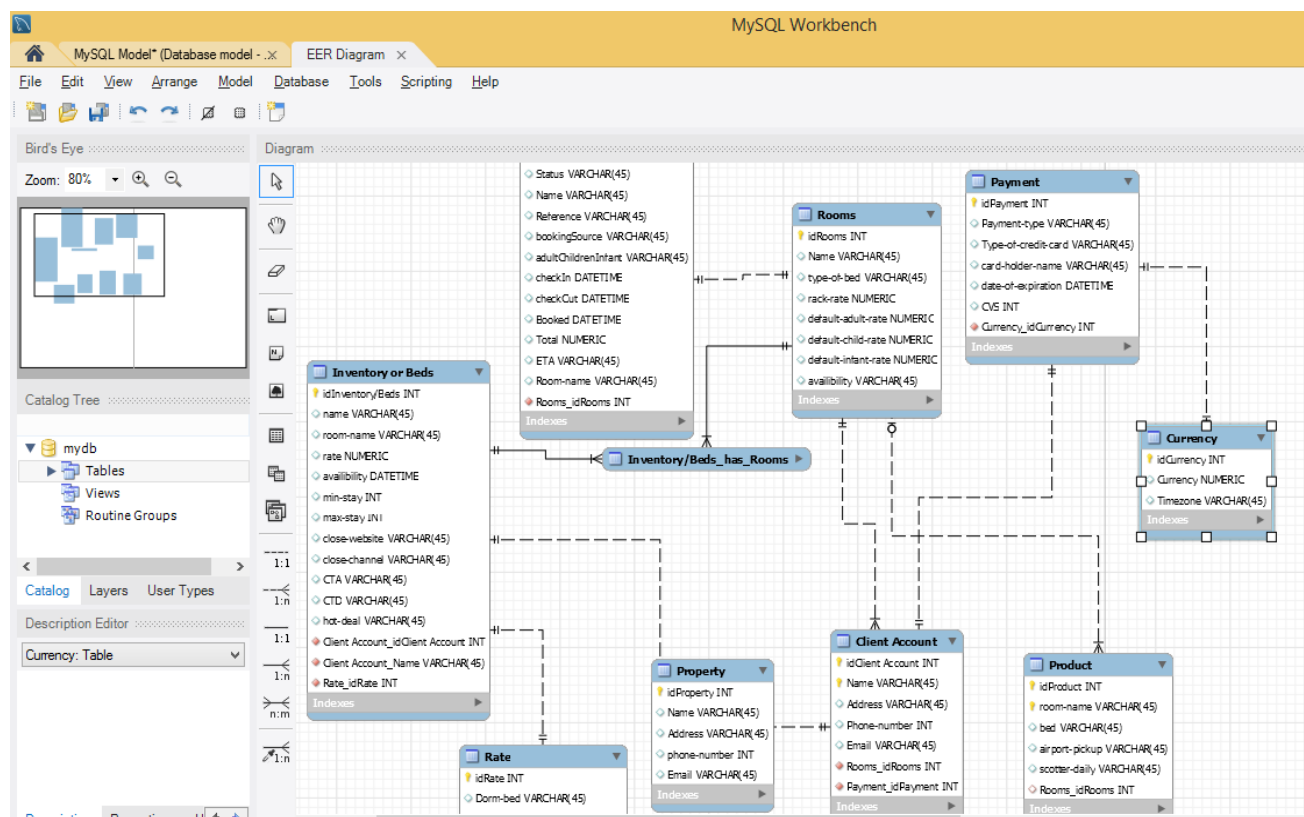 MySQL Workbench
MySQL Model* (Database model - .x
EER Diagram
File Edit View Arrange Model Database Tools Scripting Help
Bird's Eye
Zoom: 80%
Catalog Tree
mydb
Tables
Views
Routine Groups
Catalog Layers User Types
Description Editor
Currency: Table
Diagram
1:1
1:n
1:1
1:n
n:m
1:n
Status VARCHAR(45)
Name VARCHAR(45)
Reference VARCHAR(45)
bookingSource VARCHAR(45)
adultChildrenInfant VARCHAR(45)
checkIn DATETIME
checkCut DATETIME
Booked DATETIME
Total NUMERIC
ETA VARCHAR(45)
Room-name VARCHAR(45)
Rooms_idRooms INT
Indexes
Rooms
idRooms INT
Name VARCHAR(45)
type-of-bed VARCHAR(45)
rack-rate NUMERIC
default-adult-rate NUMERIC
default-child-rate NUMERIC
default-infant-rate NUMERIC
availibility VARCHAR(45)
Indexes
Payment
idPayment INT
Payment-type VARCHAR(45)
Type-of-credit-card VARCHAR(45)
card-holder-name VARCHAR(45)
date-of-expiration DATETIME
CVS INT
Currency_idCurrency INT
Indexes
Inventory or Beds
idInventory/Beds INT
name VARCHAR(45)
room-name VARCHAR(45)
rate NUMERIC
availibility DATETIME
min-stay INT
max-stay INT
close-website VARCHAR(45)
close-channel VARCHAR(45)
CTA VARCHAR(45)
CTD VARCHAR(45)
hot-deal VARCHAR(45)
Client Account_idClient Account INT
Client Account_Name VARCHAR(45)
Rate_idRate INT
Indexes
Inventory/Beds_has_Rooms
Currency
idCurrency INT
Currency NUMERIC
Timezone VARCHAR(45)
Indexes
Rate
idRate INT
Dorm-bed VARCHAR(45)
Property
idProperty INT
Name VARCHAR(45)
Address VARCHAR(45)
phone-number INT
Email VARCHAR(45)
Indexes
Client Account
idClient Account INT
Name VARCHAR(45)
Address VARCHAR(45)
Phone-number INT
Email VARCHAR(45)
Rooms_idRooms INT
Payment_idPayment INT
Indexes
Product
idProduct INT
room-name VARCHAR(45)
bed VARCHAR(45)
airport-pickup VARCHAR(45)
scotter-daily VARCHAR(45)
Rooms_idRooms INT
Indexes